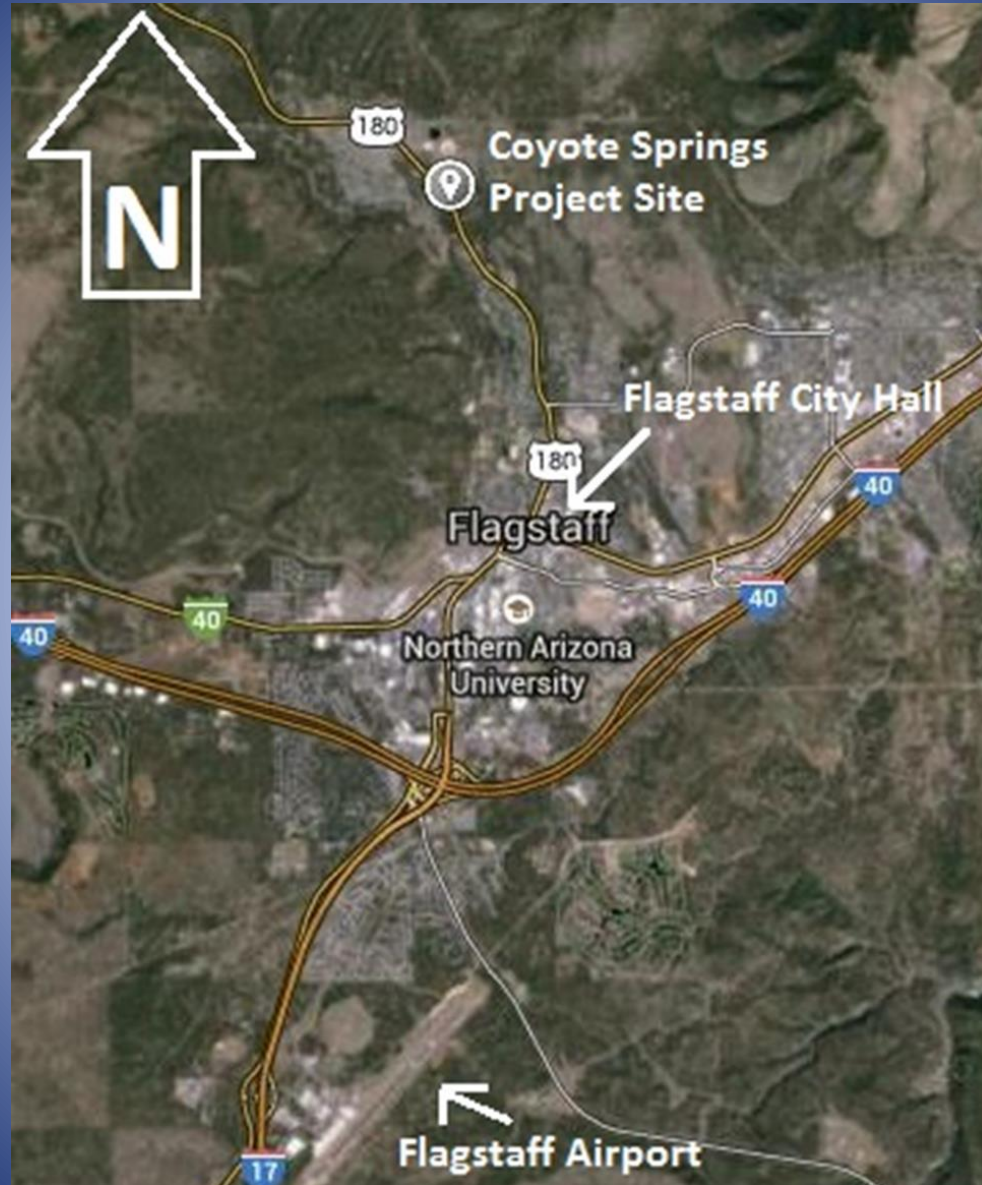 N
180
Coyote Springs
Project Site
Flagstaff City Hall
180
40
Flagstaff
40
40
40
Northern Arizona
University
Flagstaff Airport
17